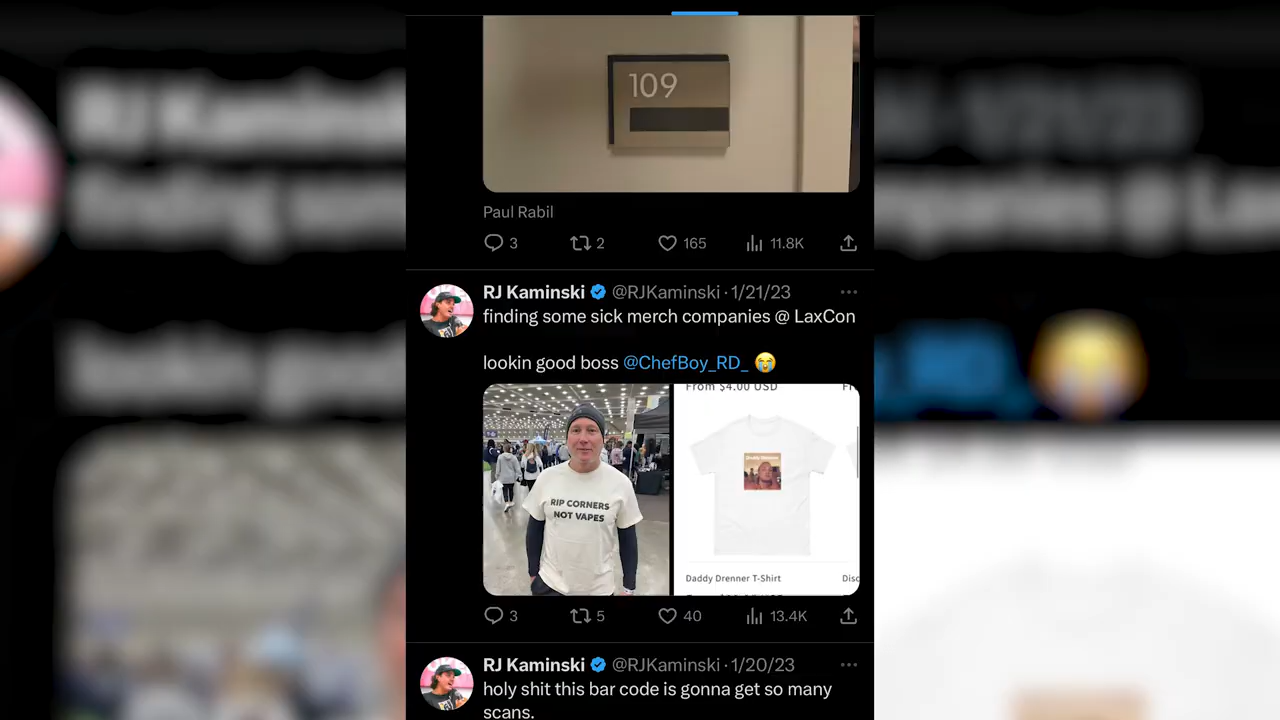 109
Paul Rabil
3 2 165 11.8K
RJ Kaminski @RJKaminski · 1/21/23
finding some sick merch companies @ LaxCon
lookin good boss @ChefBoy_RD_ 😭
RIP CORNERS
NOT VAPES
From $4.00 USD
Daddy Drenner T-Shirt
3 5 40 13.4K
RJ Kaminski @RJKaminski · 1/20/23
holy shit this bar code is gonna get so many
scans.